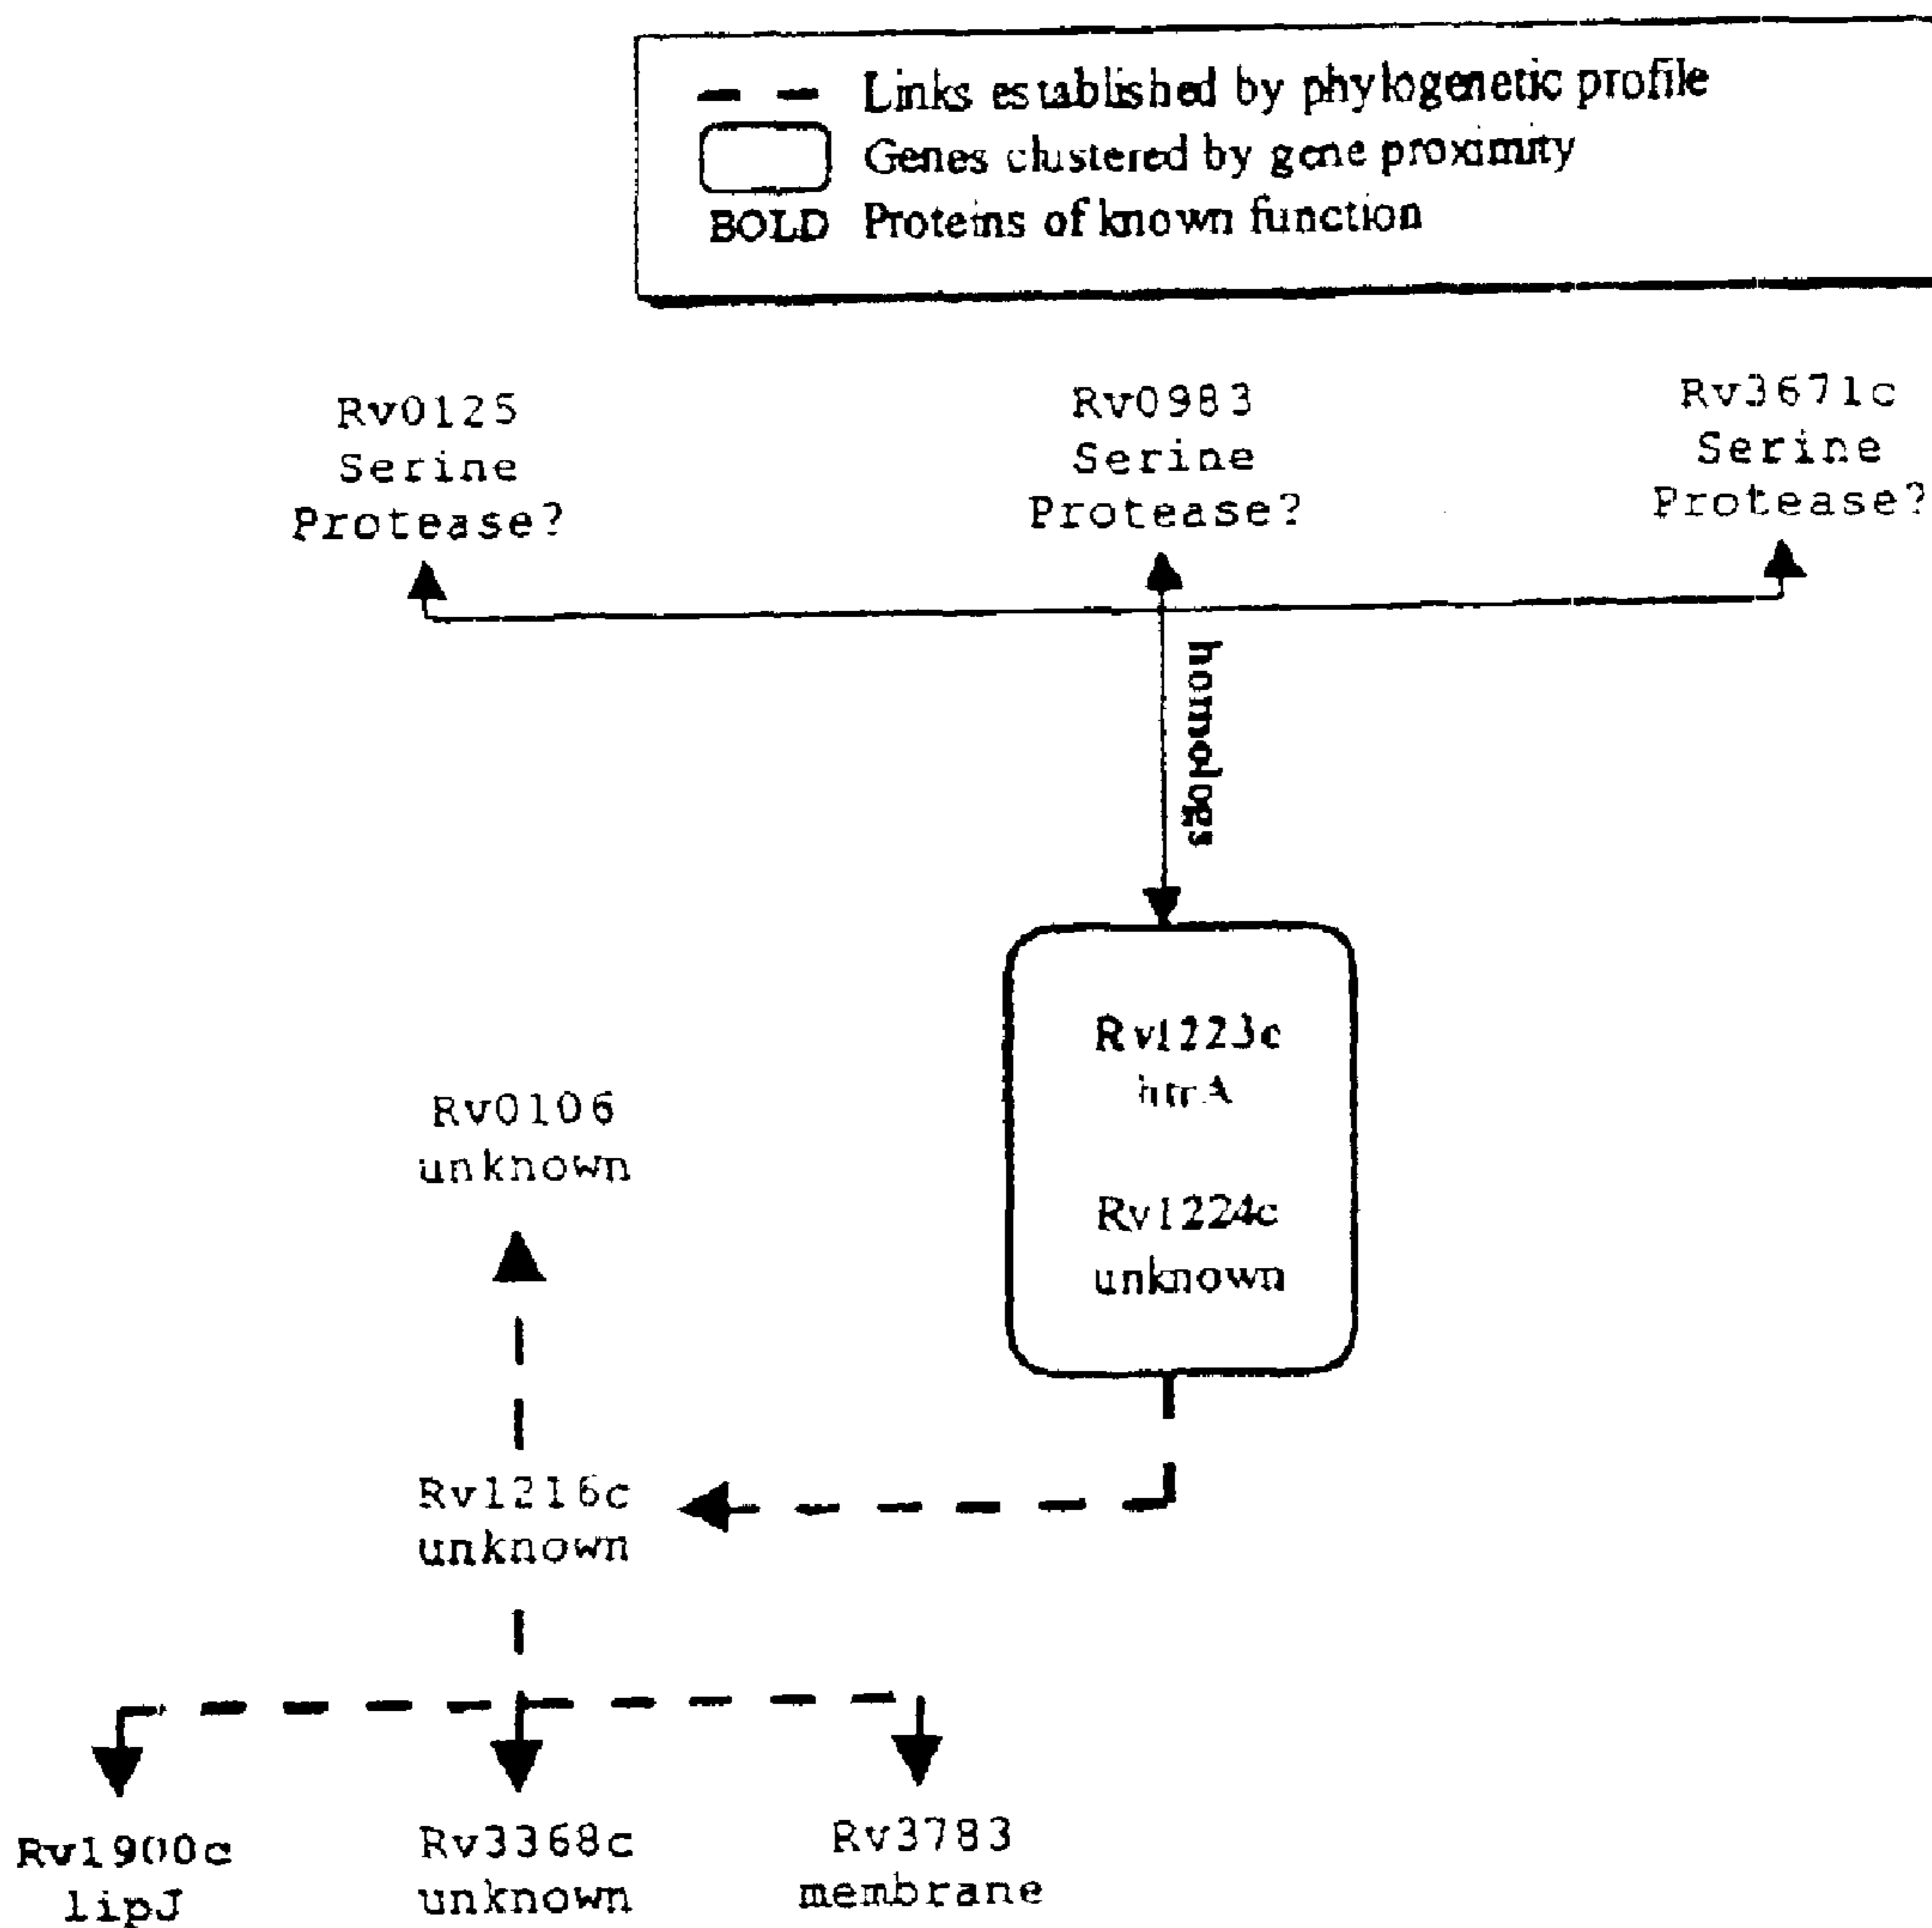 Links established by phylogenetic profile
Genes clustered by gene proximity
BOLD Proteins of known function
Rv0125
Serine
Protease?
Rv0983
Serine
Protease?
Rv3671c
Serine
Protease?
homologs
Rv1223c
htrA
Rv1224c
unknown
Rv0106
unknown
Rv1216c
unknown
Rv1900c
lipJ
Rv3368c
unknown
Rv3783
membrane